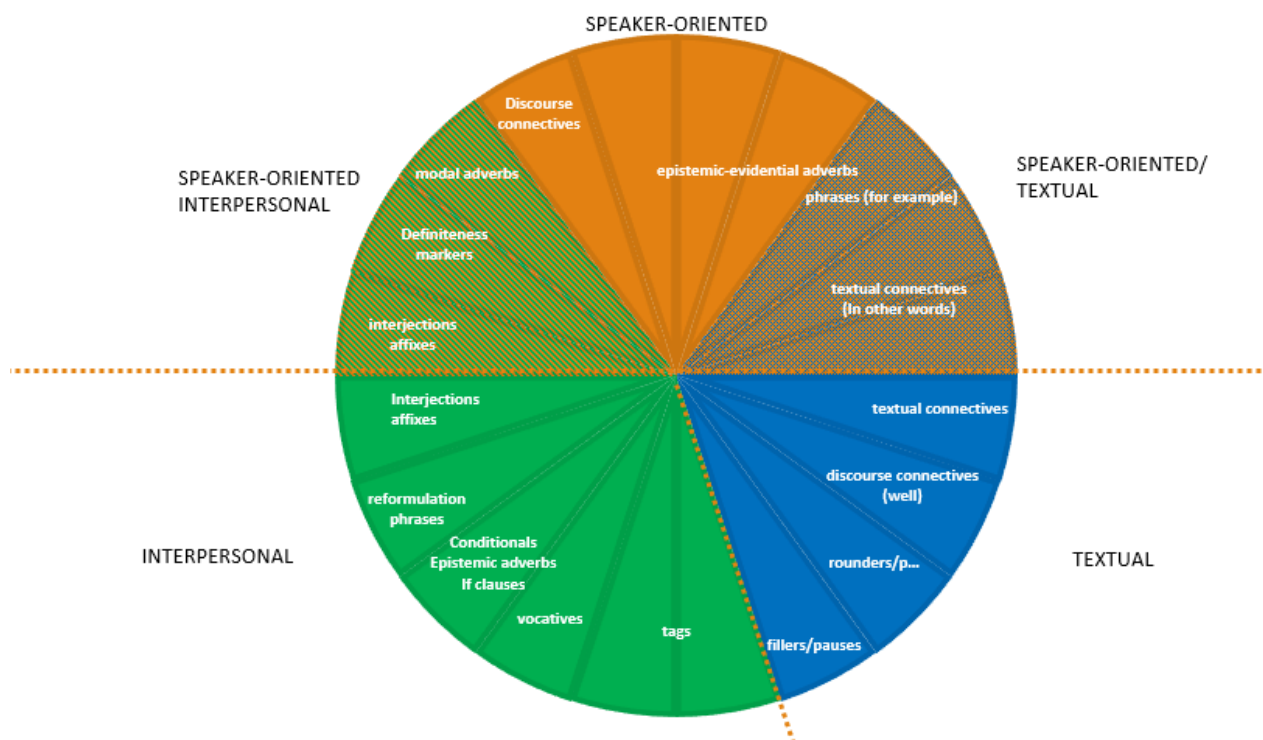 SPEAKER-ORIENTED
Discourse
connectives
epistemic-evidential adverbs
modal adverbs
phrases (for example)
SPEAKER-ORIENTED
INTERPERSONAL
SPEAKER-ORIENTED/
TEXTUAL
Definiteness
markers
textual connectives
(In other words)
interjections
affixes
Interjections
affixes
textual connectives
discourse connectives
(well)
reformulation
phrases
Conditionals
Epistemic adverbs
If clauses
rounders/p...
INTERPERSONAL
TEXTUAL
vocatives
tags
fillers/pauses